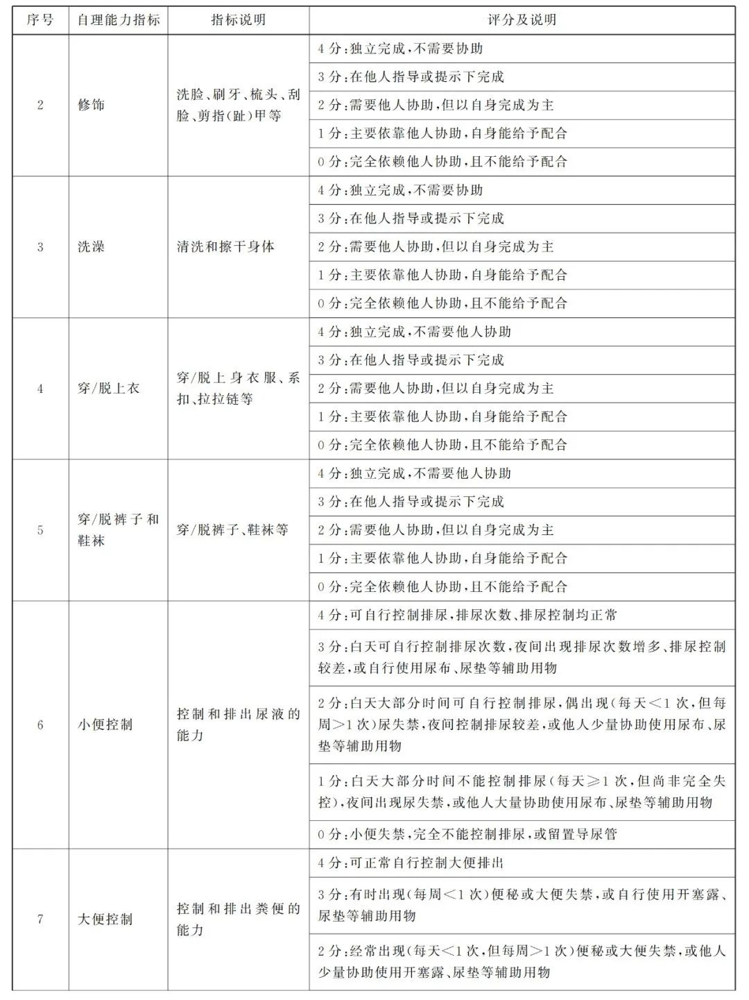 序号 自理能力指标 指标说明 评分及说明
2 修饰 洗脸、刷牙、梳头、刮
脸、剪指(趾)甲等
4分:独立完成,不需要协助
3分:在他人指导或提示下完成
2分:需要他人协助,但以自身完成为主
1分:主要依靠他人协助,自身能给予配合
0分:完全依赖他人协助,且不能给予配合
3 洗澡 清洗和擦干身体
4分:独立完成,不需要协助
3分:在他人指导或提示下完成
2分:需要他人协助,但以自身完成为主
1分:主要依靠他人协助,自身能给予配合
0分:完全依赖他人协助,且不能给予配合
4 穿/脱上衣 穿/脱上身衣服、系
扣、拉拉链等
4分:独立完成,不需要他人协助
3分:在他人指导或提示下完成
2分:需要他人协助,但以自身完成为主
1分:主要依靠他人协助,自身能给予配合
0分:完全依赖他人协助,且不能给予配合
5 穿/脱裤子和
鞋袜
穿/脱裤子、鞋袜等
4分:独立完成,不需要他人协助
3分:在他人指导或提示下完成
2分:需要他人协助,但以自身完成为主
1分:主要依靠他人协助,自身能给予配合
0分:完全依赖他人协助,且不能给予配合
6 小便控制 控制和排出尿液的
能力
4分:可自行控制排尿,排尿次数、排尿控制均正常
3分:白天可自行控制排尿次数,夜间出现排尿次数增多、排尿控制
较差,或自行使用尿布、尿垫等辅助用物
2分:白天大部分时间可自行控制排尿,偶出现(每天<1次,但每
周>1次)尿失禁,夜间控制排尿较差,或他人少量协助使用尿布、尿
垫等辅助用物
1分:白天大部分时间不能控制排尿(每天≥1次,但尚非完全失
控),夜间出现尿失禁,或他人大量协助使用尿布、尿垫等辅助用物
0分:小便失禁,完全不能控制排尿,或留置导尿管
7 大便控制 控制和排出粪便的
能力
4分:可正常自行控制大便排出
3分:有时出现(每周<1次)便秘或大便失禁,或自行使用开塞露、
尿垫等辅助用物
2分:经常出现(每天<1次,但每周>1次)便秘或大便失禁,或他人
少量协助使用开塞露、尿垫等辅助用物